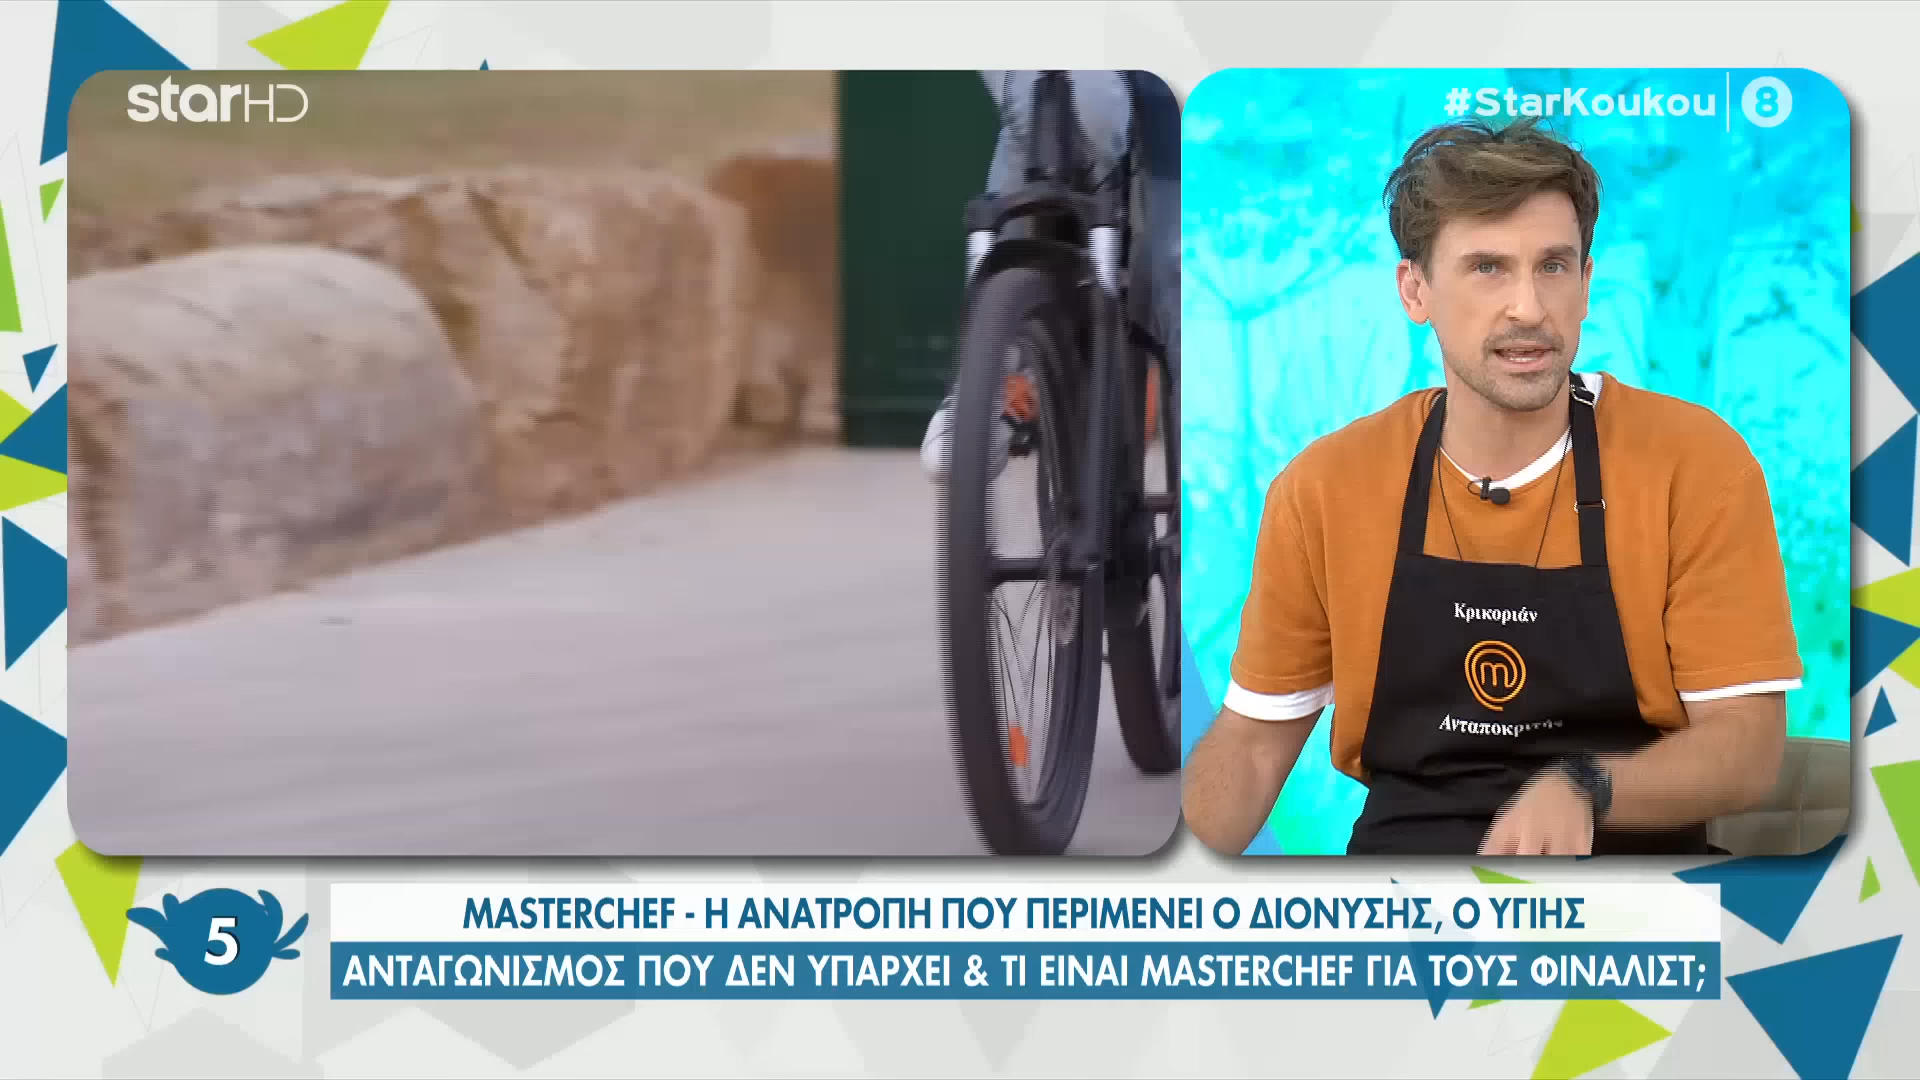 starHD
#StarKoukou 8
Κρικοριάν
m
Ανταποκριτής
5
MASTERCHEF - Η ΑΝΑΤΡΟΠΗ ΠΟΥ ΠΕΡΙΜΕΝΕΙ Ο ΔΙΟΝΥΣΗΣ, Ο ΥΓΙΗΣ
ΑΝΤΑΓΩΝΙΣΜΟΣ ΠΟΥ ΔΕΝ ΥΠΑΡΧΕΙ & ΤΙ ΕΙΝΑΙ MASTERCHEF ΓΙΑ ΤΟΥΣ ΦΙΝΑΛΙΣΤ;